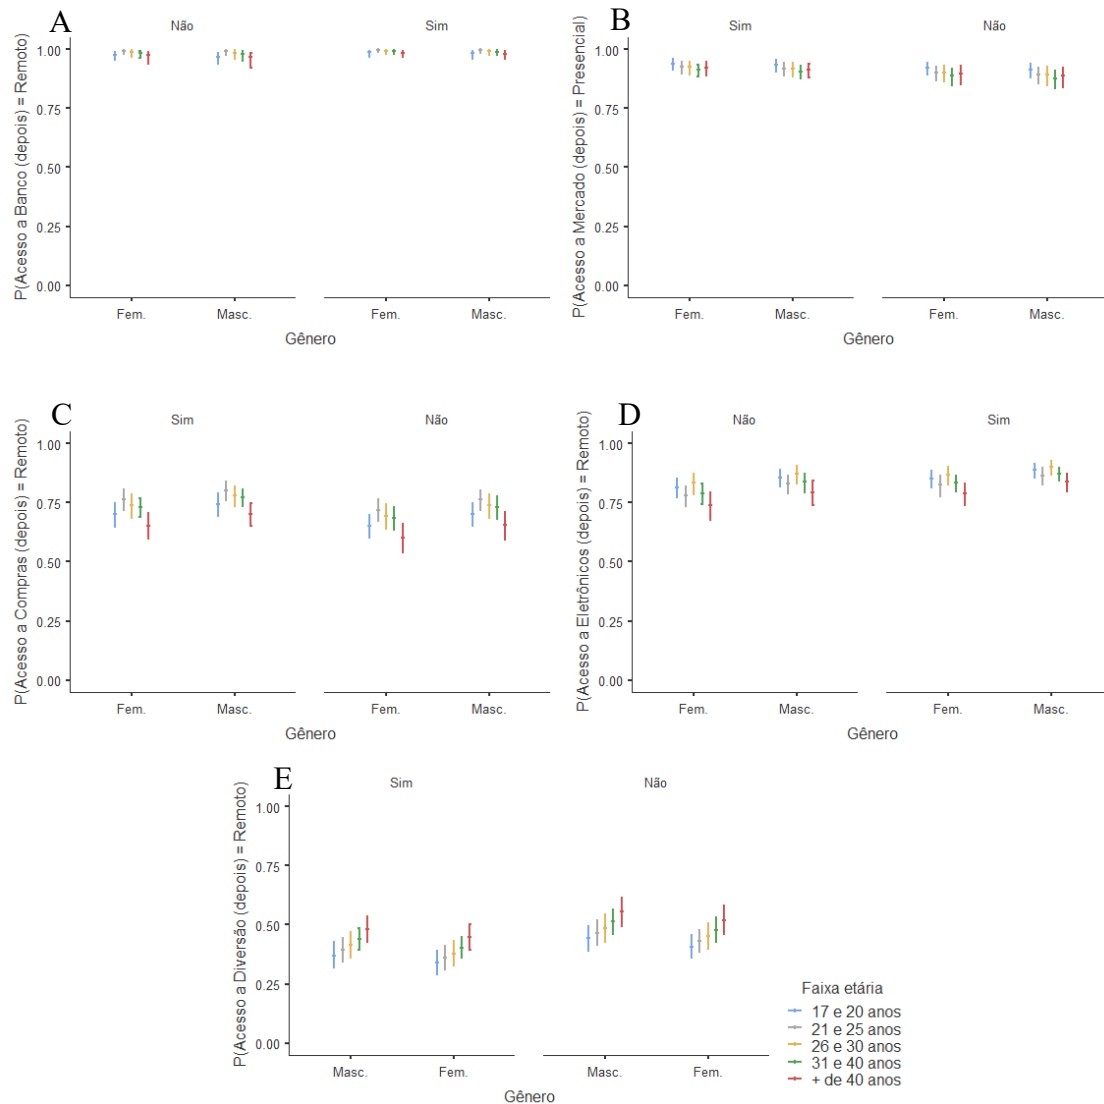 A
Não
Sim
P(Acesso a Banco (depois) = Remoto)
1.00
0.75
0.50
0.25
0.00
Fem.
Masc.
Fem.
Masc.
Gênero
B
Sim
Não
P(Acesso a Mercado (depois) = Presencial)
1.00
0.75
0.50
0.25
0.00
Fem.
Masc.
Fem.
Masc.
Gênero
C
Sim
Não
P(Acesso a Compras (depois) = Remoto)
1.00
0.75
0.50
0.25
0.00
Fem.
Masc.
Fem.
Masc.
Gênero
D
Não
Sim
P(Acesso a Eletrônicos (depois) = Remoto)
1.00
0.75
0.50
0.25
0.00
Fem.
Masc.
Fem.
Masc.
Gênero
E
Sim
Não
P(Acesso a Diversão (depois) = Remoto)
1.00
0.75
0.50
0.25
0.00
Masc.
Fem.
Masc.
Fem.
Gênero
Faixa etária
17 e 20 anos
21 e 25 anos
26 e 30 anos
31 e 40 anos
+ de 40 anos